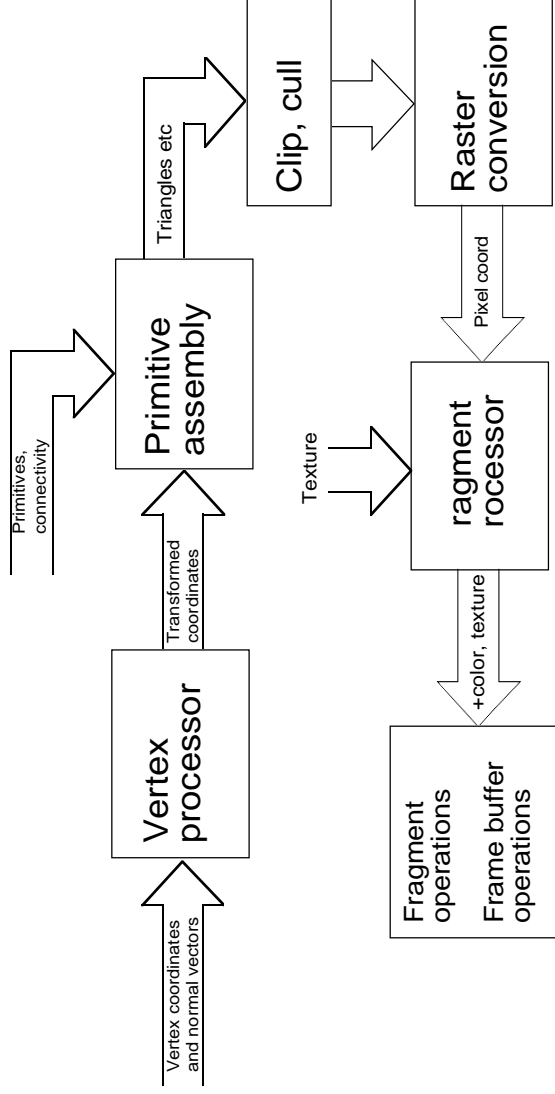 Primitives,
connectivity
Vertex coordinates
and normal vectors
Vertex
processor
Transformed
coordinates
Primitive
assembly
Triangles etc
Clip, cull
Raster
conversion
Pixel coord
Texture
ragment
rocessor
+color, texture
Fragment
operations
Frame buffer
operations